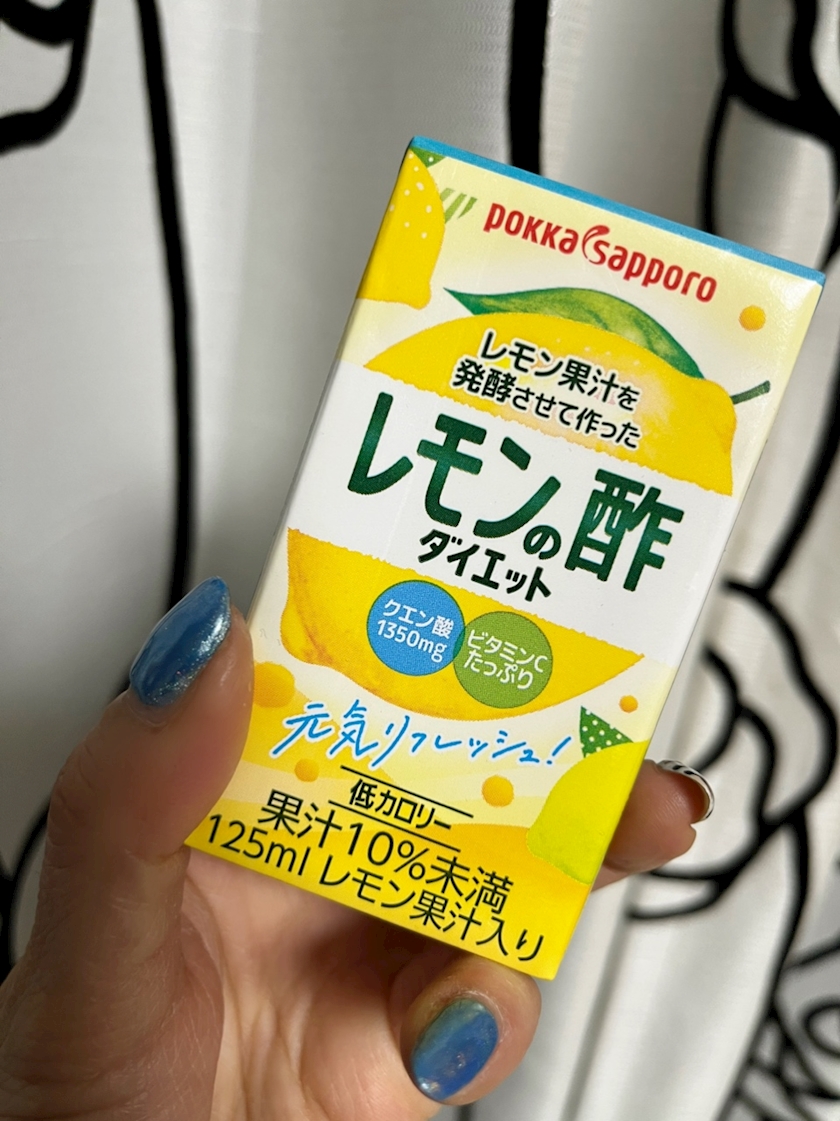 POKKA Sapporo
レモン果汁を
発酵させて作った
レモンの酢
ダイエット
クエン酸
1350mg
ビタミンC
たっぷり
元気リフレッシュ!
低カロリー
果汁10%未満
125ml レモン果汁入り